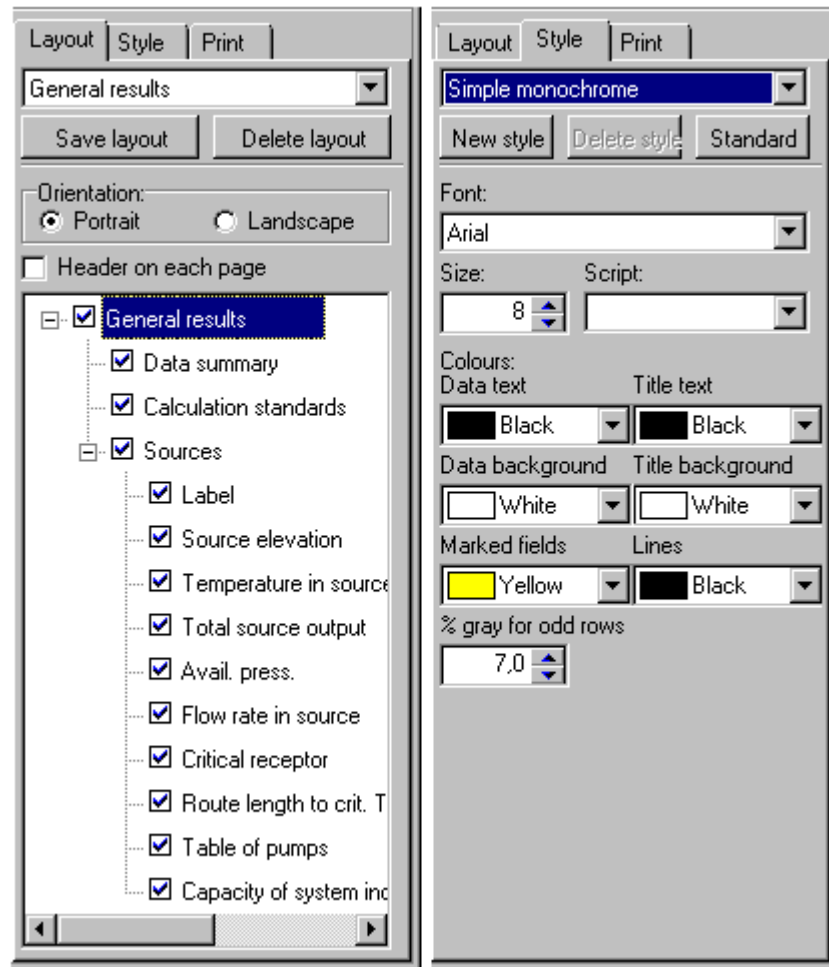 Layout Style Print
General results
Save layout Delete layout
Orientation:
Portrait Landscape
Header on each page
General results
Data summary
Calculation standards
Sources
Label
Source elevation
Temperature in source
Total source output
Avail. press.
Flow rate in source
Critical receptor
Route length to crit. T
Table of pumps
Capacity of system inc
Layout Style Print
Simple monochrome
New style Delete style Standard
Font:
Arial
Size: Script:
8
Colours:
Data text Title text
Black Black
Data background Title background
White White
Marked fields Lines
Yellow Black
% gray for odd rows
7,0